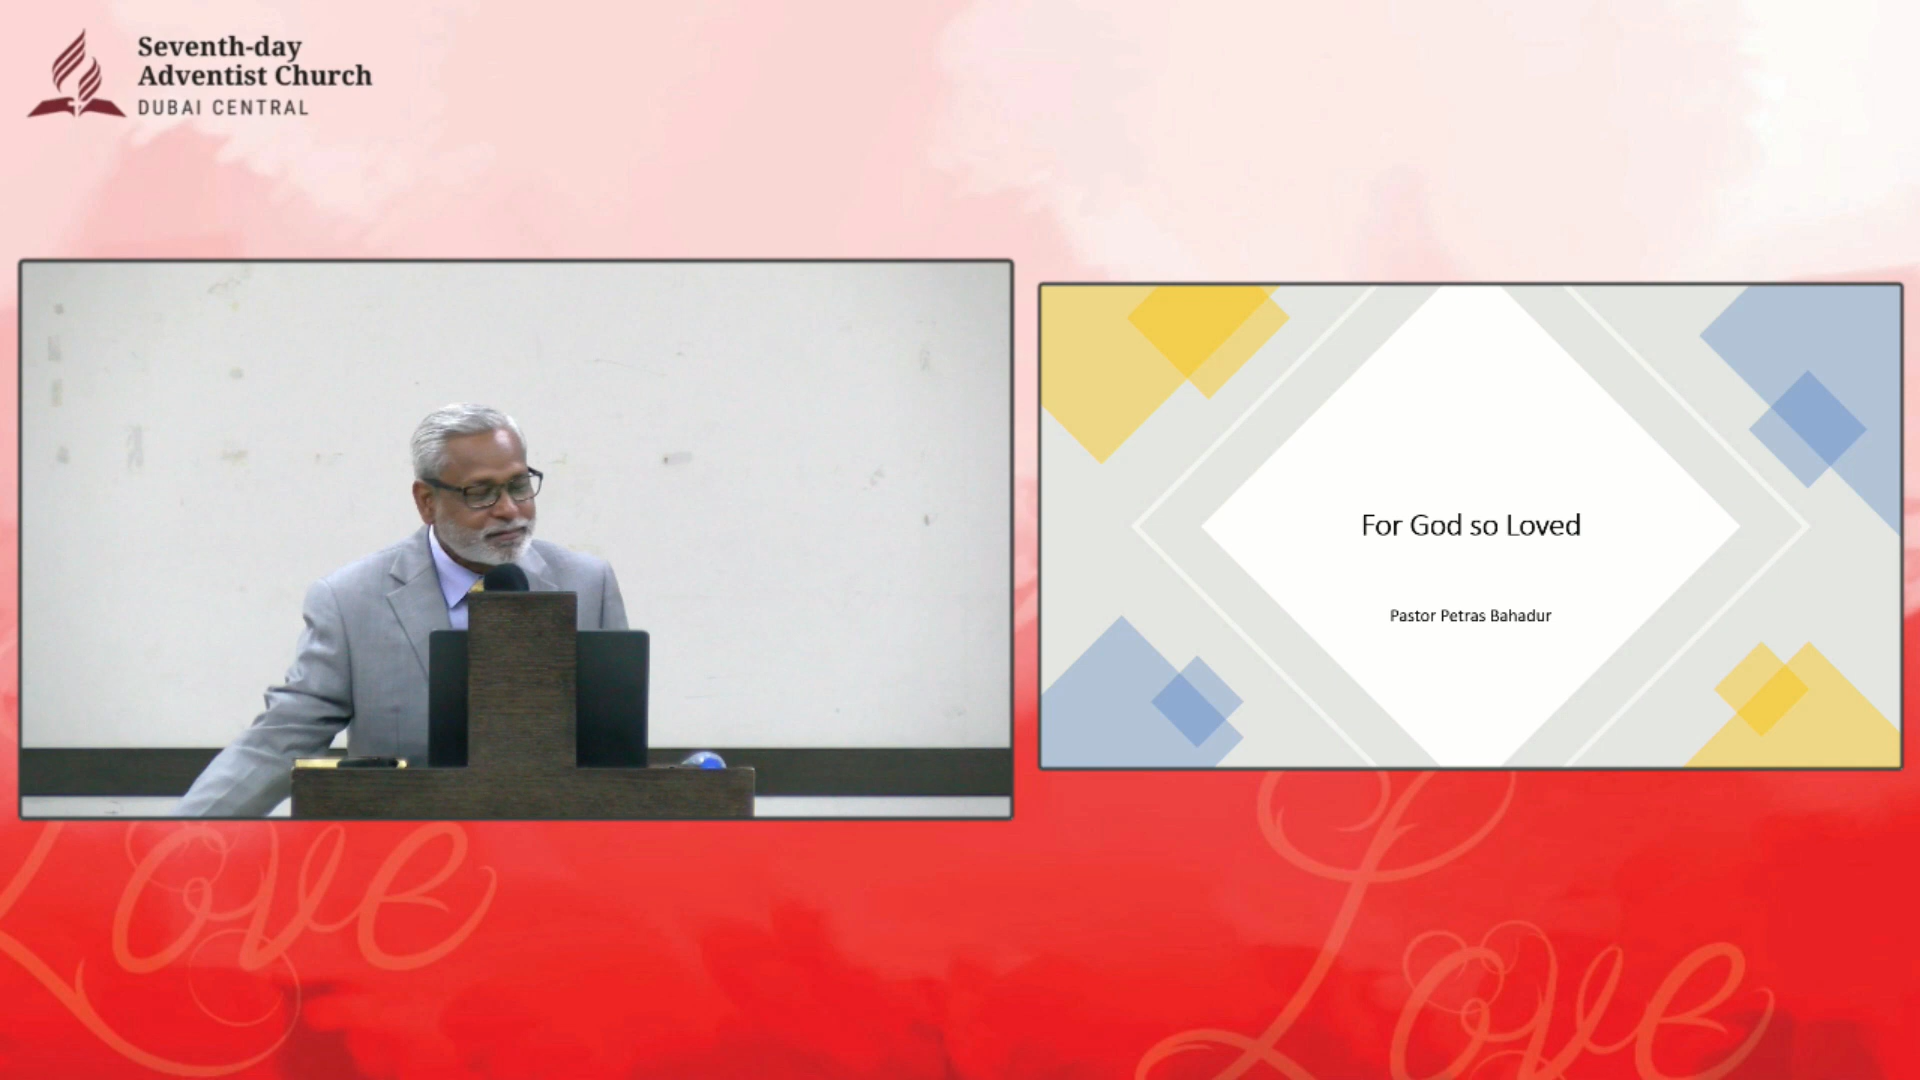 Seventh-day
Adventist Church
DUBAI CENTRAL
For God so Loved
Pastor Petras Bahadur
Love
Love